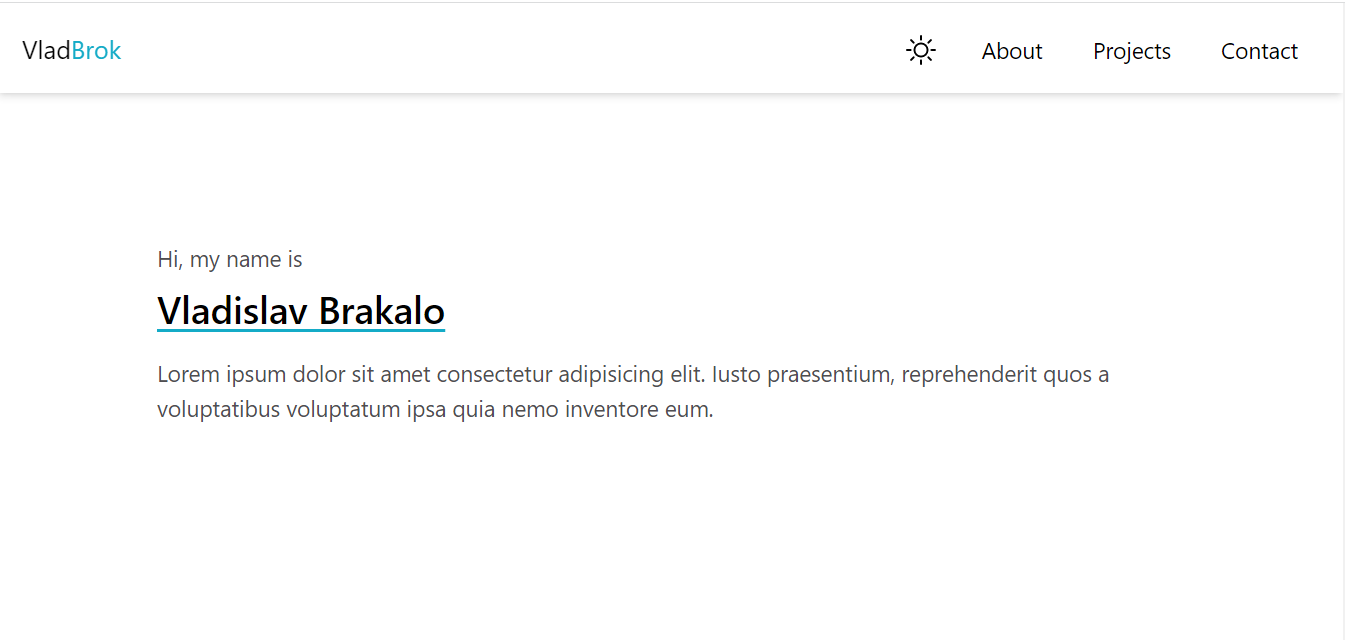 VladBrok
About
Projects
Contact
Hi, my name is
Vladislav Brakalo
Lorem ipsum dolor sit amet consectetur adipisicing elit. Iusto praesentium, reprehenderit quos a
voluptatibus voluptatum ipsa quia nemo inventore eum.